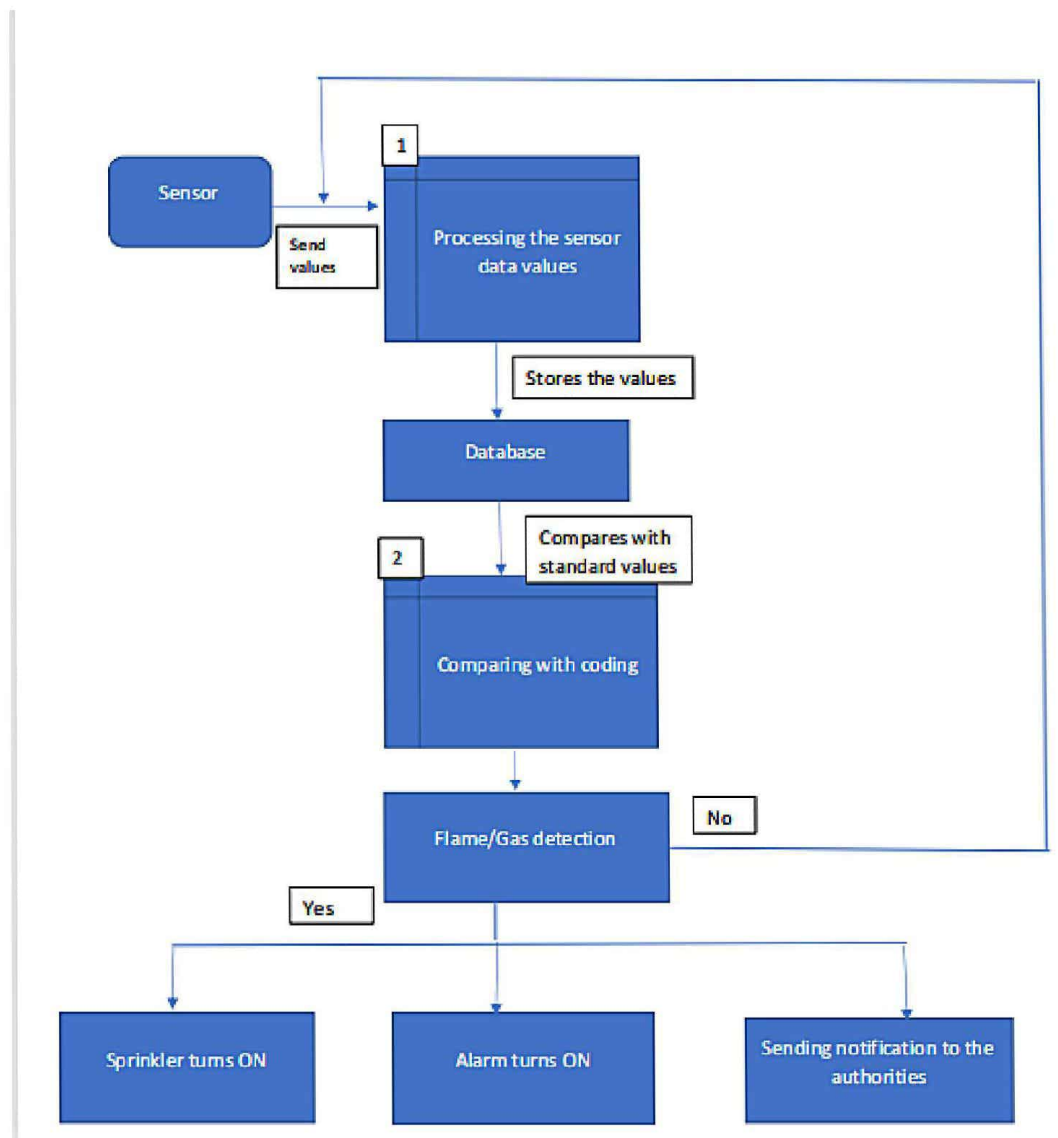 1
Sensor
Send
values
Processing the sensor
data values
Stores the values
Database
Compares with
standard values
2
Comparing with coding
Flame/Gas detection
No
Yes
Sprinkler turns ON
Alarm turns ON
Sending notification to the
authorities